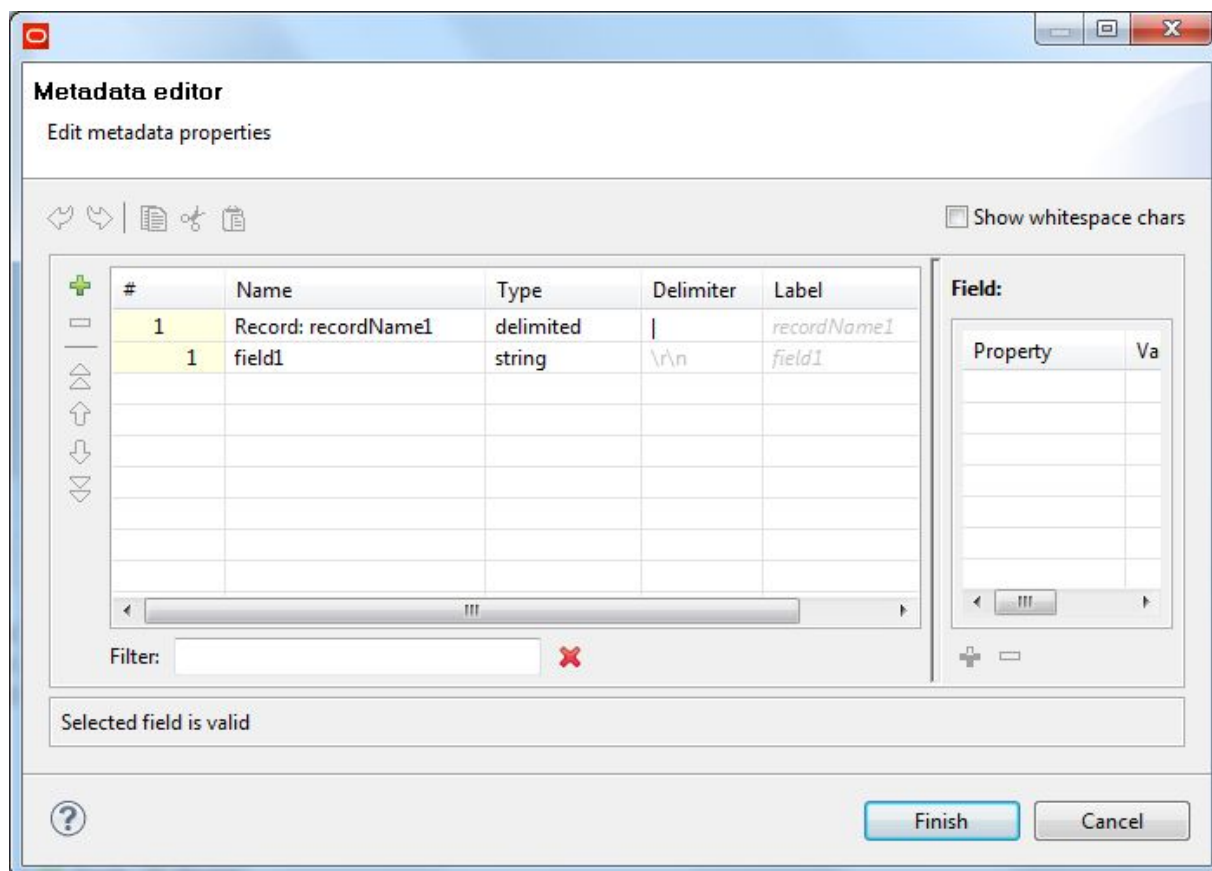 Metadata editor
Edit metadata properties
Show whitespace chars
# Name Type Delimiter Label
1 Record: recordName1 delimited | recordName1
1 field1 string \r\n field1
Field:
Property Va
Filter:
Selected field is valid
Finish Cancel